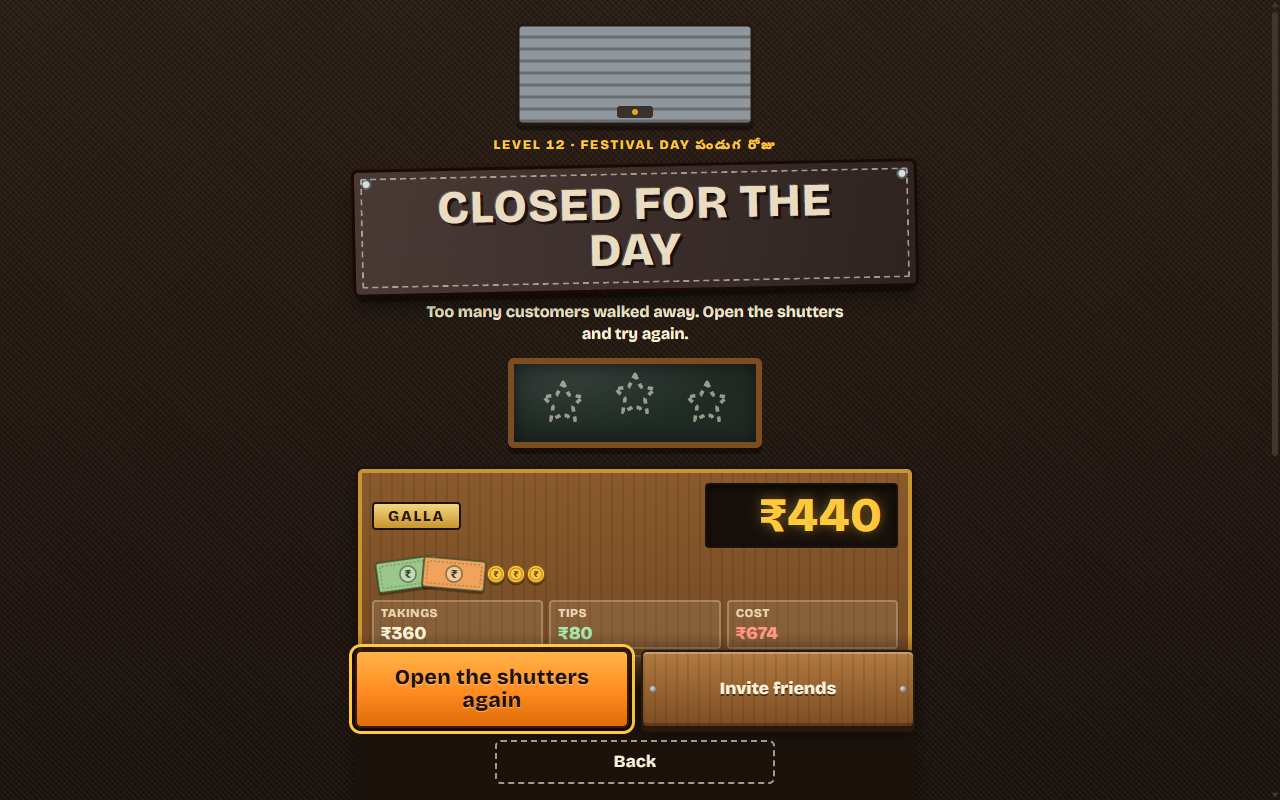 LEVEL 12 · FESTIVAL DAY పండుగ రోజు
CLOSED FOR THE
DAY
Too many customers walked away. Open the shutters
and try again.
GALLA
₹440
₹ ₹ ₹ ₹ ₹
TAKINGS TIPS COST
₹360 ₹80 ₹674
Open the shutters
again
Invite friends
Back